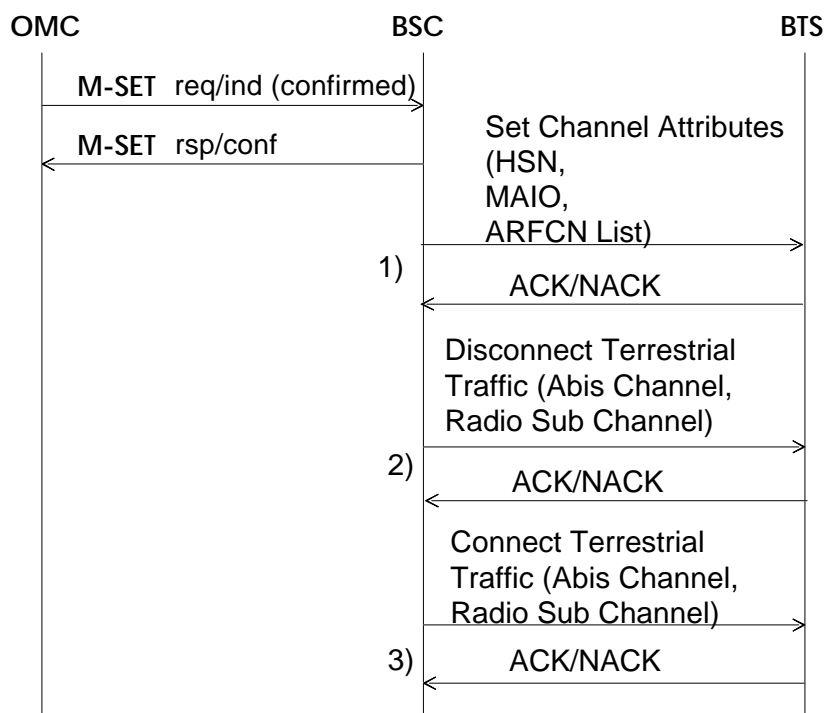 OMC BSC BTS
M-SET req/ind (confirmed)
M-SET rsp/conf
Set Channel Attributes
(HSN,
MAIO,
ARFCN List)
1)
ACK/NACK
Disconnect Terrestrial
Traffic (Abis Channel,
Radio Sub Channel)
2)
ACK/NACK
Connect Terrestrial
Traffic (Abis Channel,
Radio Sub Channel)
3)
ACK/NACK